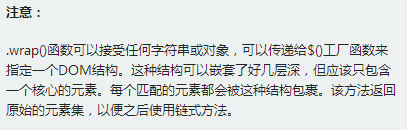 注意：
.wrap()函数可以接受任何字符串或对象，可以传递给$()工厂函数来
指定一个DOM结构。这种结构可以嵌套了好几层深，但应该只包含
一个核心的元素。每个匹配的元素都会被这种结构包裹。该方法返回
原始的元素集，以便之后使用链式方法。